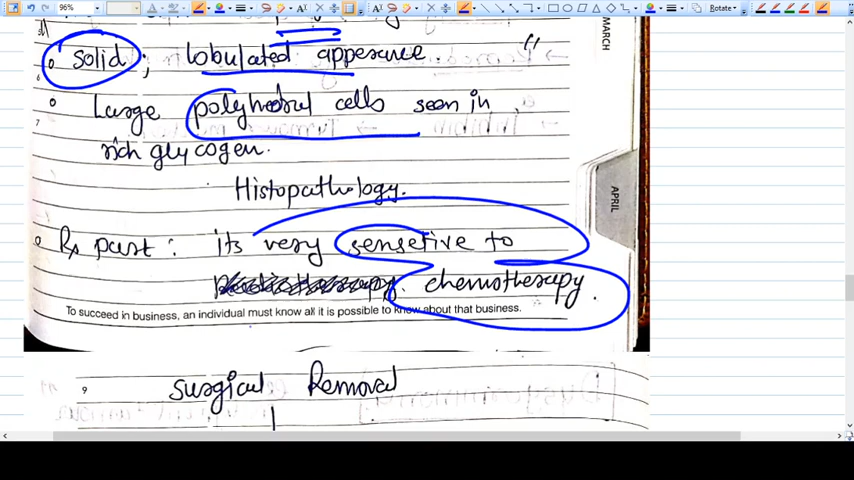 96%
Rotate
MARCH
solid ; lobulated apperance
Large polyhedral cells seen in
rich glycogen.
Histopathology.
APRIL
Rx part : its very sensetive to
chemotherapy.
To succeed in business, an individual must know all it is possible to know about that business.
9
Surgical Removal